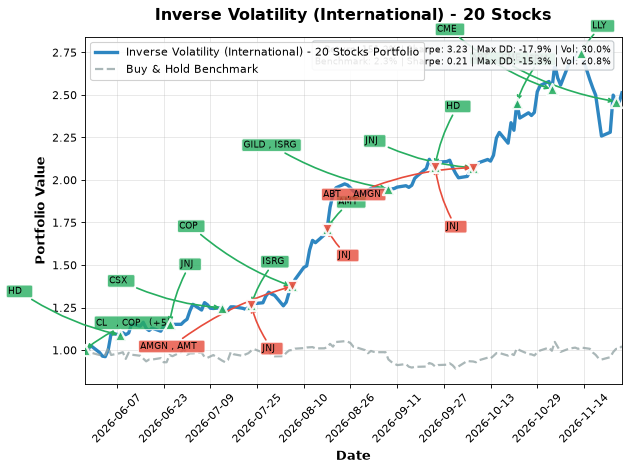 Inverse Volatility (International) - 20 Stocks
CME
LLY
Inverse Volatility (International) - 20 Stocks Portfolio
Buy & Hold Benchmark
rpe: 3.23 | Max DD: -17.9% | Vol: 30.0%
Benchmark: 2.3% | Sharpe: 0.21 | Max DD: -15.3% | Vol: 20.8%
HD
GILD , ISRG
JNJ
ABT , AMGN
AMT
COP
JNJ
ISRG
JNJ
JNJ
CSX
HD
CL , COP (+5
AMGN , AMT
JNJ
Portfolio Value
2.75
2.50
2.25
2.00
1.75
1.50
1.25
1.00
2026-06-07
2026-06-23
2026-07-09
2026-07-25
2026-08-10
2026-08-26
2026-09-11
2026-09-27
2026-10-13
2026-10-29
2026-11-14
Date